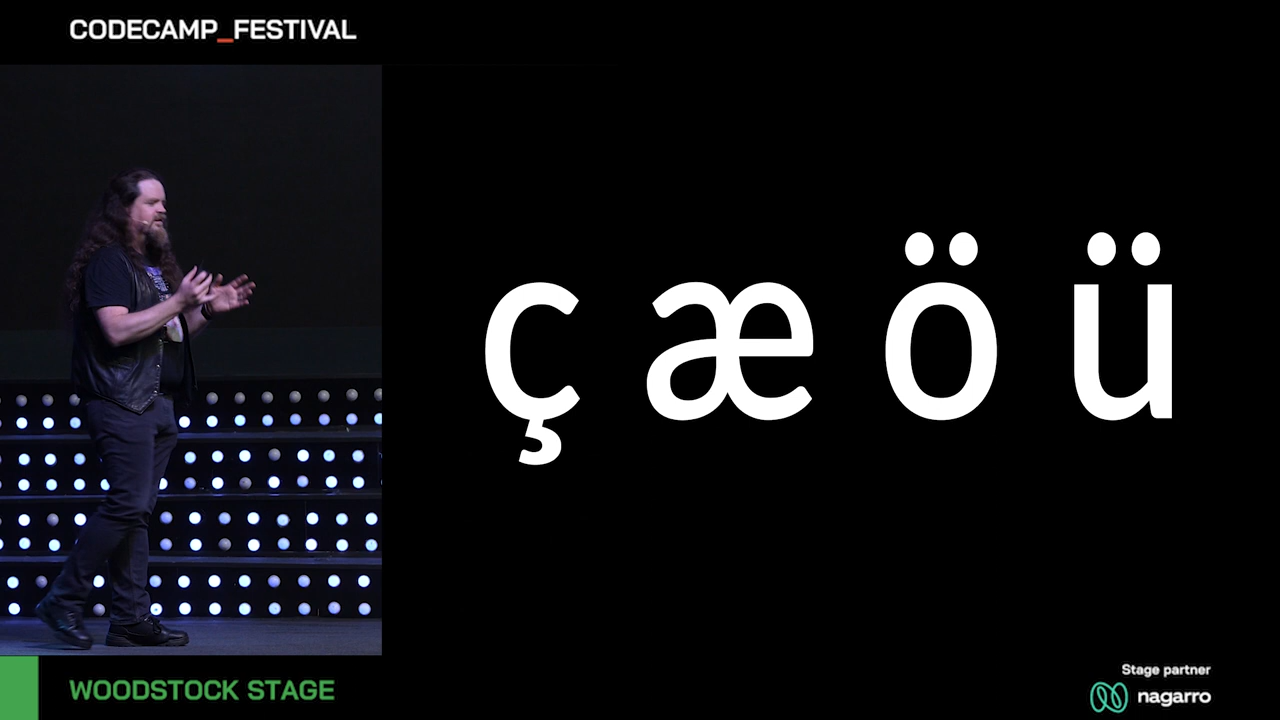 CODECAMP_FESTIVAL
ç æ ö ü
WOODSTOCK STAGE
Stage partner
nagarro